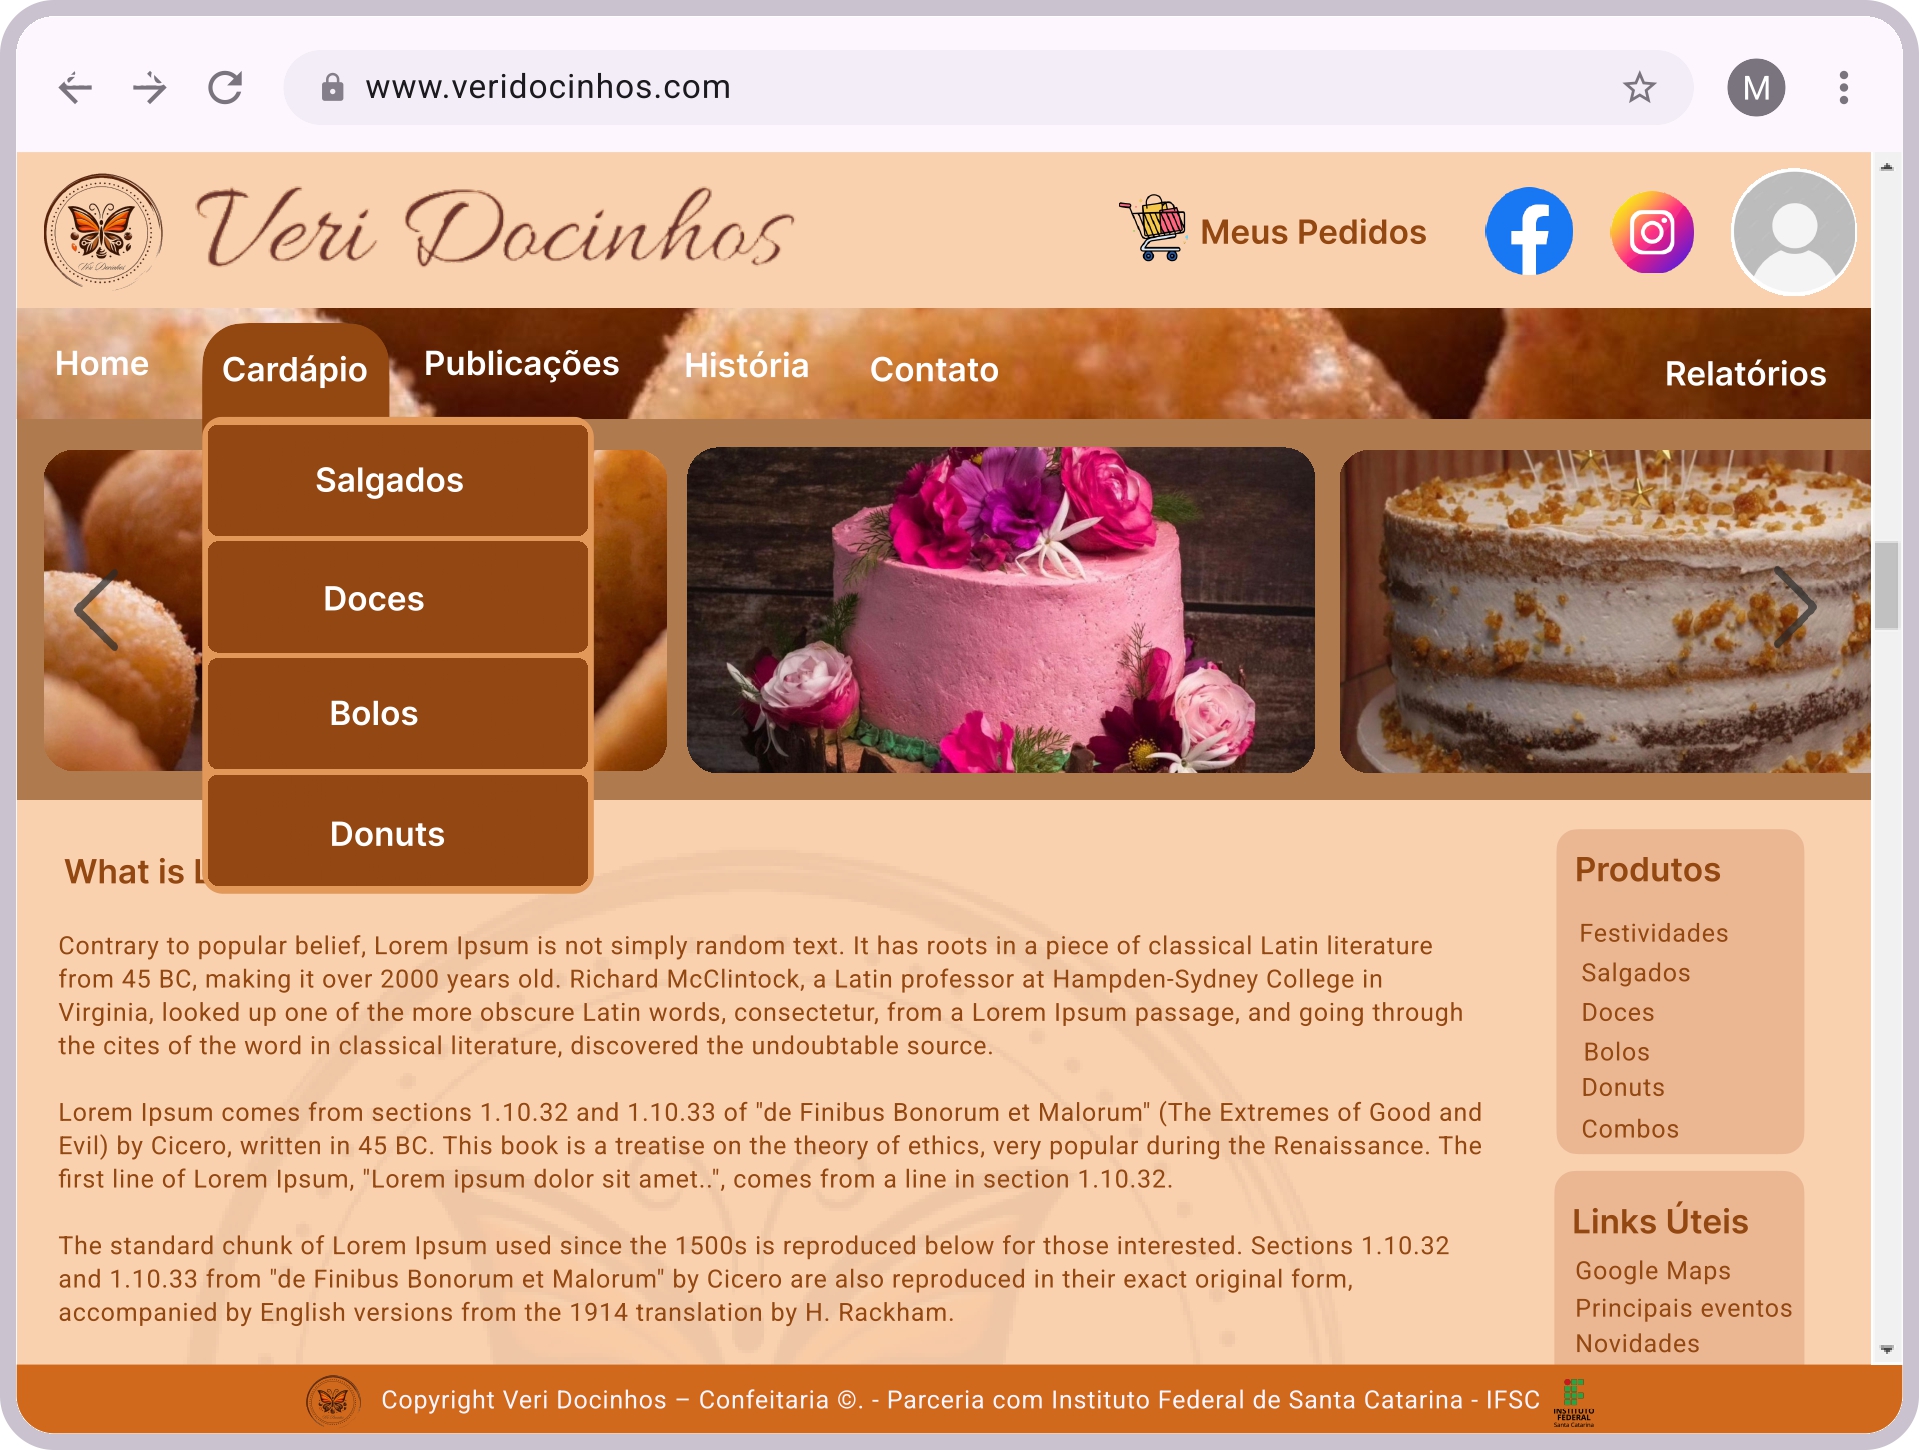 www.veridocinhos.com
M
Veri Docinhos
Meus Pedidos
Home
Cardápio
Publicações
História
Contato
Relatórios
Salgados
Doces
Bolos
Donuts
What is
Contrary to popular belief, Lorem Ipsum is not simply random text. It has roots in a piece of classical Latin literature
from 45 BC, making it over 2000 years old. Richard McClintock, a Latin professor at Hampden-Sydney College in
Virginia, looked up one of the more obscure Latin words, consectetur, from a Lorem Ipsum passage, and going through
the cites of the word in classical literature, discovered the undoubtable source.
Lorem Ipsum comes from sections 1.10.32 and 1.10.33 of "de Finibus Bonorum et Malorum" (The Extremes of Good and
Evil) by Cicero, written in 45 BC. This book is a treatise on the theory of ethics, very popular during the Renaissance. The
first line of Lorem Ipsum, "Lorem ipsum dolor sit amet..", comes from a line in section 1.10.32.
The standard chunk of Lorem Ipsum used since the 1500s is reproduced below for those interested. Sections 1.10.32
and 1.10.33 from "de Finibus Bonorum et Malorum" by Cicero are also reproduced in their exact original form,
accompanied by English versions from the 1914 translation by H. Rackham.
Produtos
Festividades
Salgados
Doces
Bolos
Donuts
Combos
Links Úteis
Google Maps
Principais eventos
Novidades
Copyright Veri Docinhos – Confeitaria ©. - Parceria com Instituto Federal de Santa Catarina - IFSC
INSTITUTO
FEDERAL
Santa Catarina